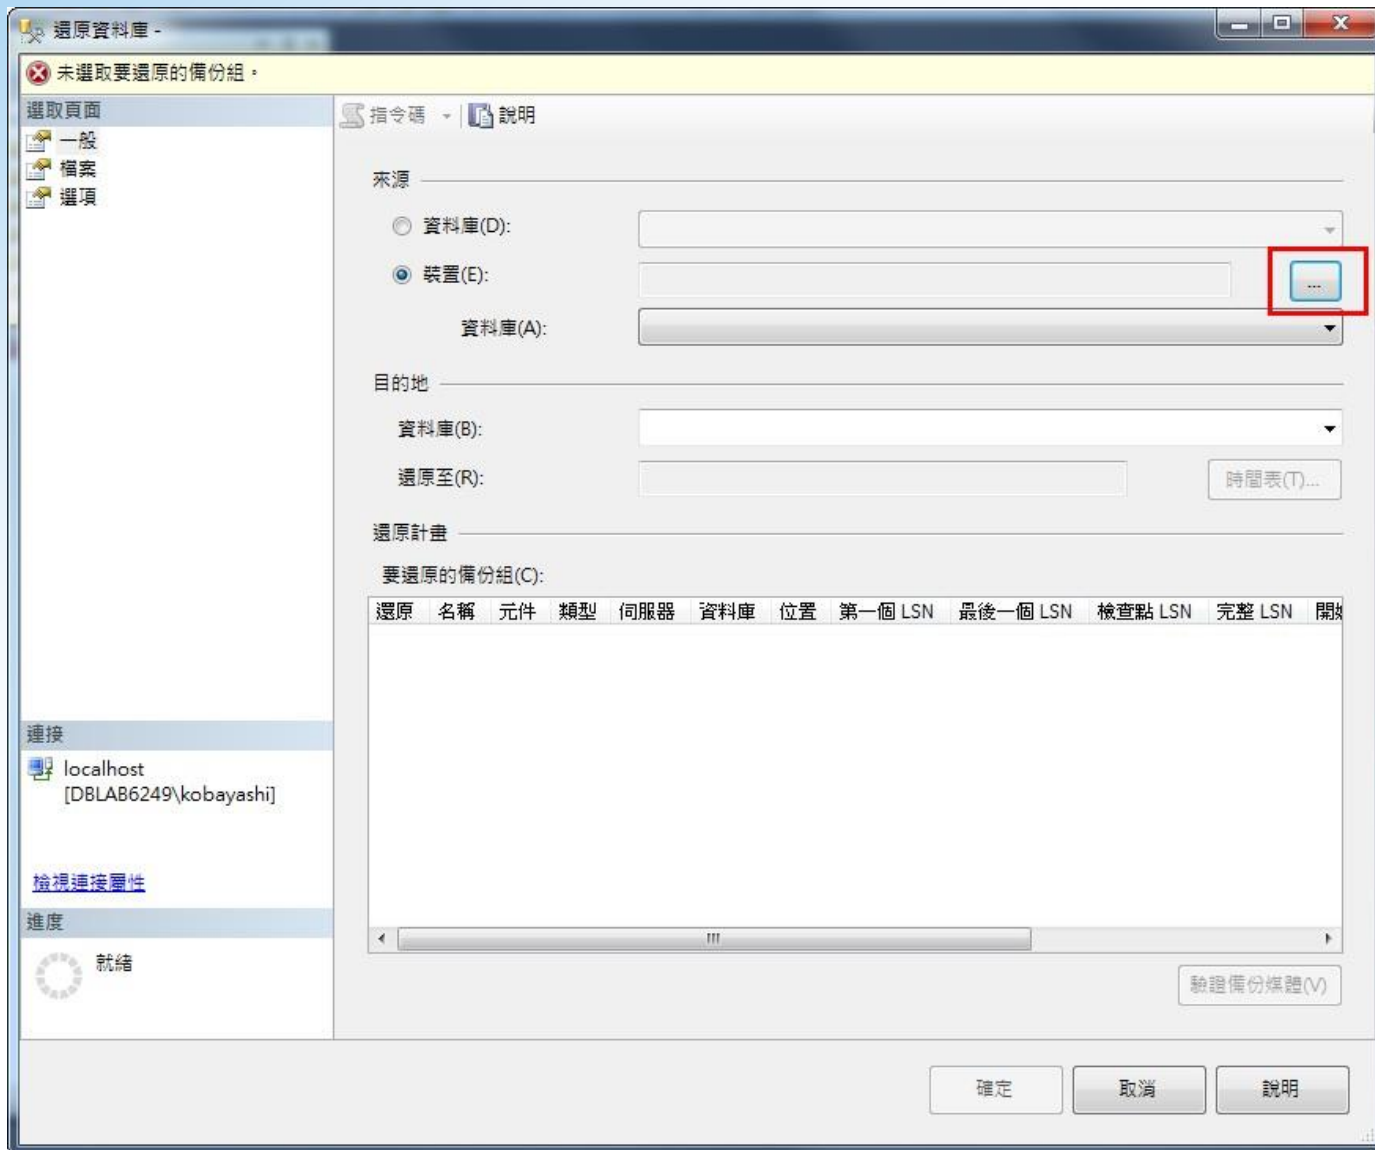 還原資料庫 -
未選取要還原的備份組。
選取頁面
一般
檔案
選項
指令碼 說明
來源
資料庫(D):
裝置(E):
...
資料庫(A):
目的地
資料庫(B):
還原至(R):
時間表(T)...
還原計畫
要還原的備份組(C):
還原 名稱 元件 類型 伺服器 資料庫 位置 第一個 LSN 最後一個 LSN 檢查點 LSN 完整 LSN 開始
連接
localhost
[DBLAB6249\kobayashi]
檢視連接屬性
進度
就緒
驗證備份媒體(V)
確定 取消 說明